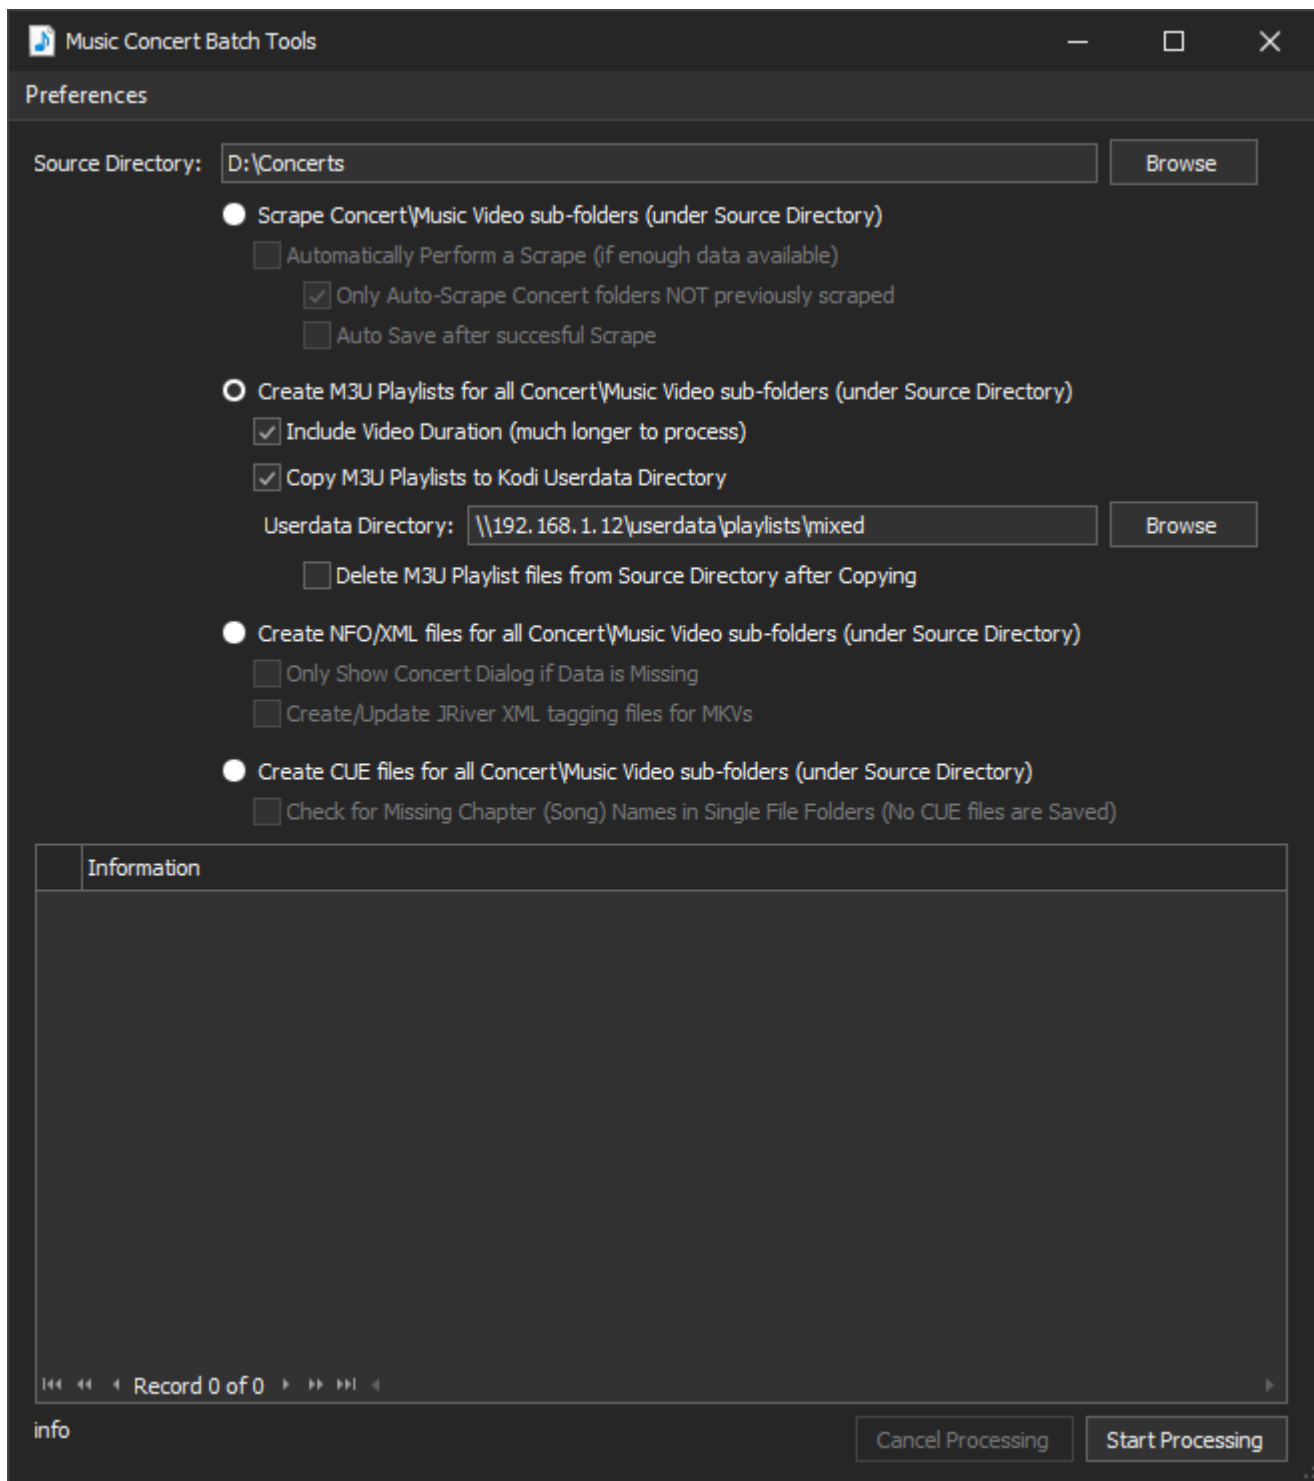 Music Concert Batch Tools
Preferences
Source Directory: D:\Concerts Browse
Scrape Concert\Music Video sub-folders (under Source Directory)
Automatically Perform a Scrape (if enough data available)
Only Auto-Scrape Concert folders NOT previously scraped
Auto Save after succesful Scrape
Create M3U Playlists for all Concert\Music Video sub-folders (under Source Directory)
Include Video Duration (much longer to process)
Copy M3U Playlists to Kodi Userdata Directory
Userdata Directory: \\192.168.1.12\userdata\playlists\mixed Browse
Delete M3U Playlist files from Source Directory after Copying
Create NFO/XML files for all Concert\Music Video sub-folders (under Source Directory)
Only Show Concert Dialog if Data is Missing
Create/Update JRiver XML tagging files for MKVs
Create CUE files for all Concert\Music Video sub-folders (under Source Directory)
Check for Missing Chapter (Song) Names in Single File Folders (No CUE files are Saved)
Information
Record 0 of 0
info Cancel Processing Start Processing